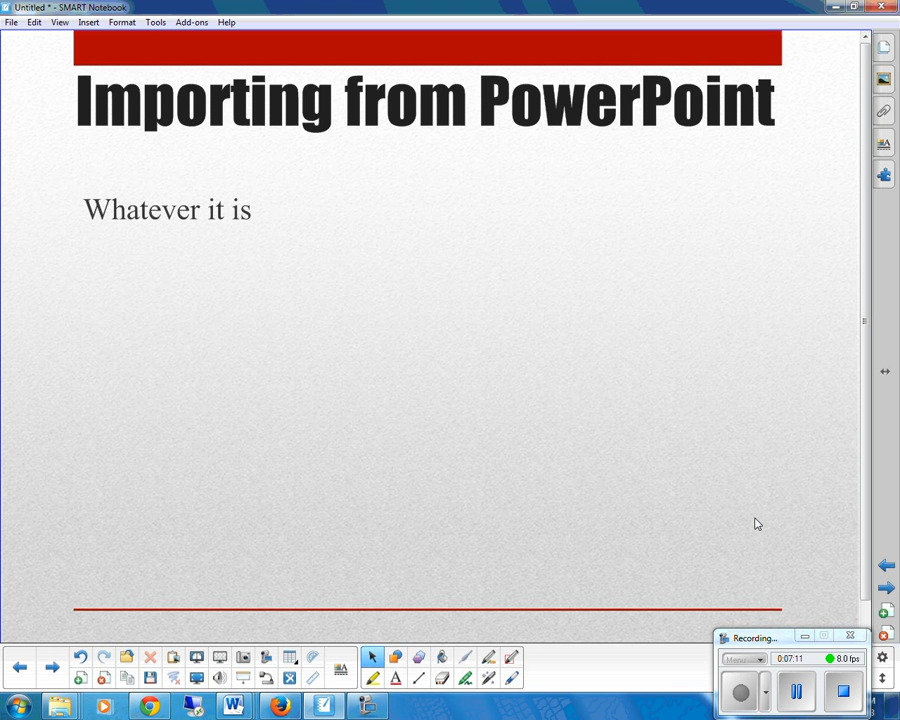 Untitled * - SMART Notebook
File Edit View Insert Format Tools Add-ons Help
Importing from PowerPoint
Whatever it is
Recording...
Menu 0:07:11 8.0 fps